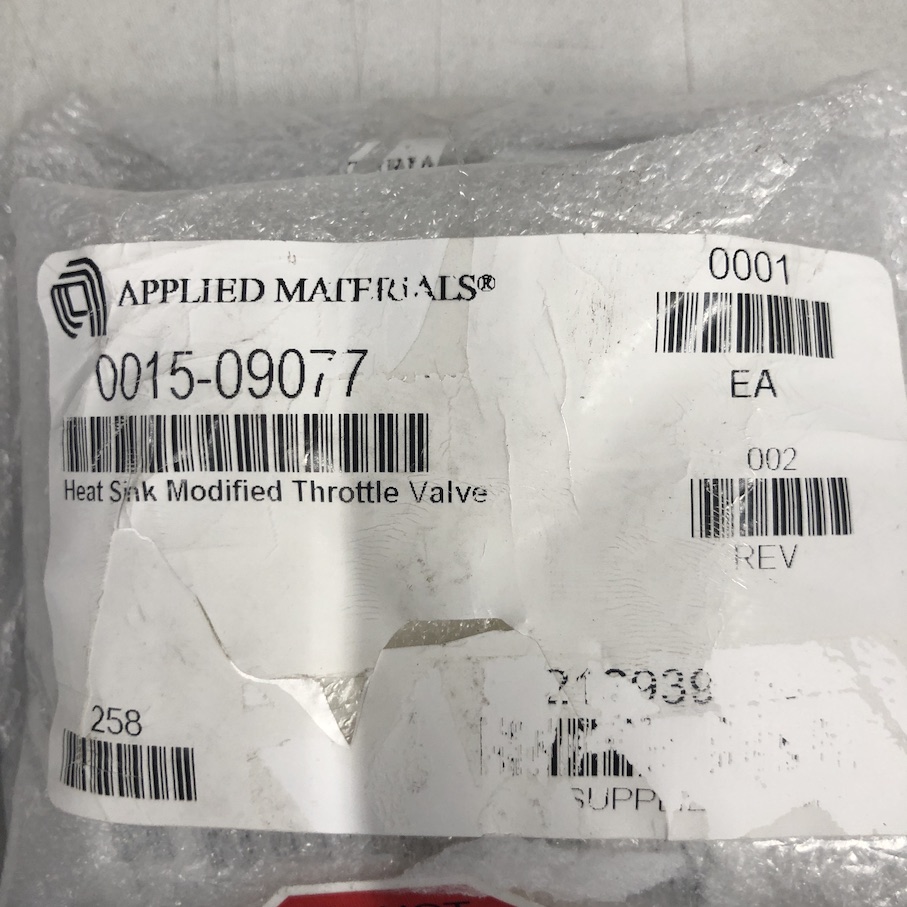 APPLIED MATERIALS®
0001
0015-09077
EA
Heat Sink Modified Throttle Valve
002
REV
258